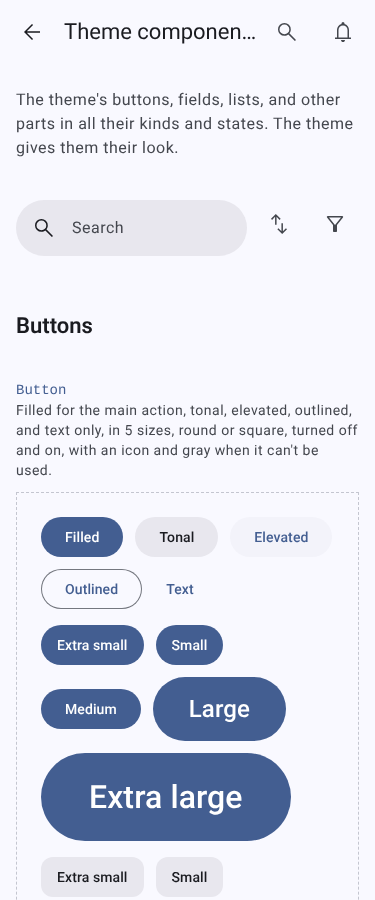 Theme componen…
The theme's buttons, fields, lists, and other
parts in all their kinds and states. The theme
gives them their look.
Search
Buttons
Button
Filled for the main action, tonal, elevated, outlined,
and text only, in 5 sizes, round or square, turned off
and on, with an icon and gray when it can't be
used.
Filled Tonal Elevated
Outlined Text
Extra small Small
Medium Large
Extra large
Extra small Small